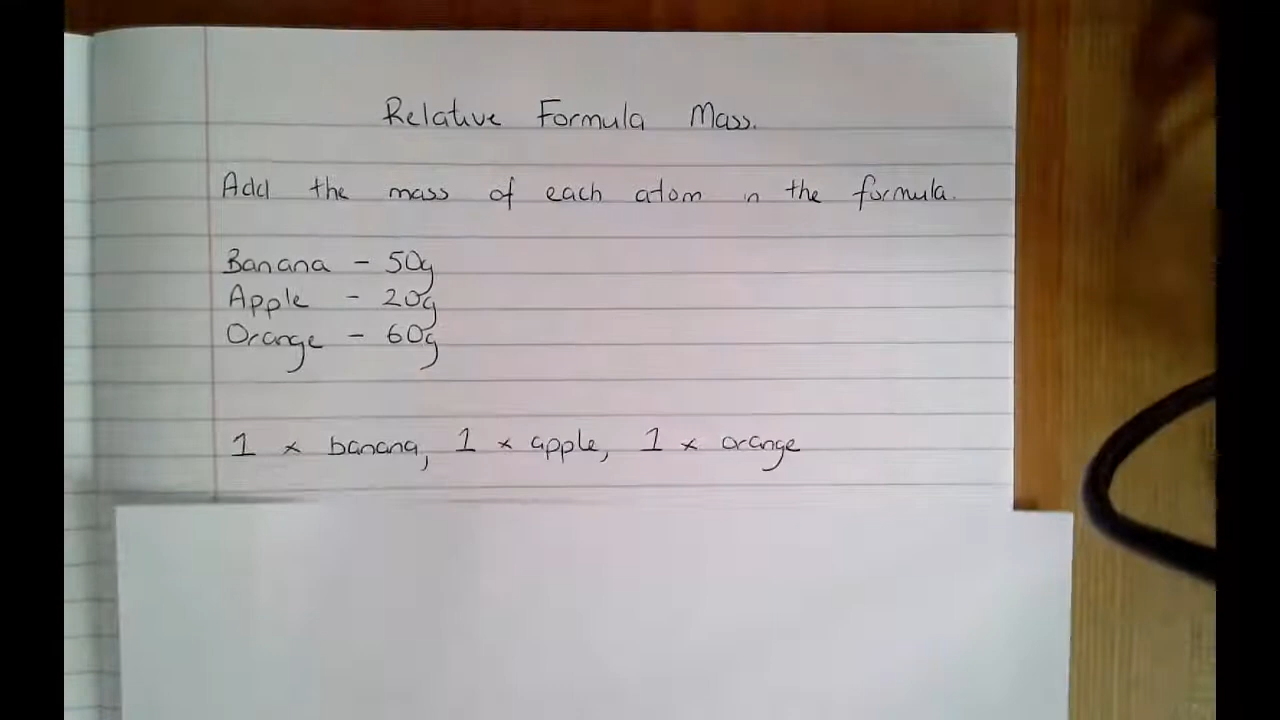 Relative Formula Mass.
Add the mass of each atom in the formula.
Banana - 50g
Apple - 20g
Orange - 60g
1 x banana, 1 x apple, 1 x orange